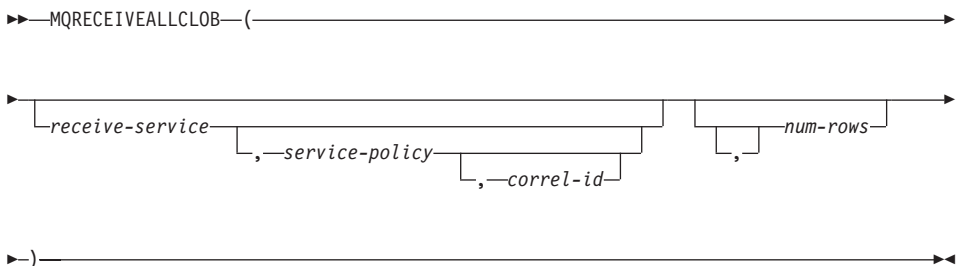 MQRECEIVEALLCLOB (
receive-service num-rows
, service-policy ,
, correl-id
)